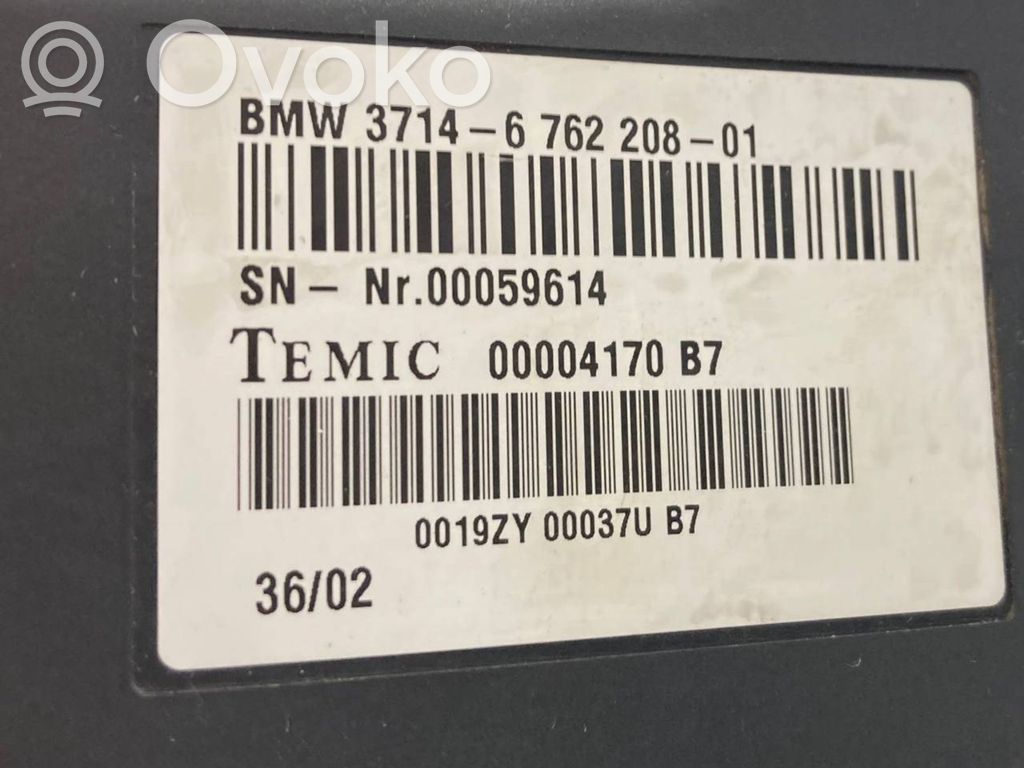 Ovoko
BMW 3714-6 762 208-01
SN- Nr.00059614
TEMIC 00004170 B7
0019ZY 00037U B7
36/02